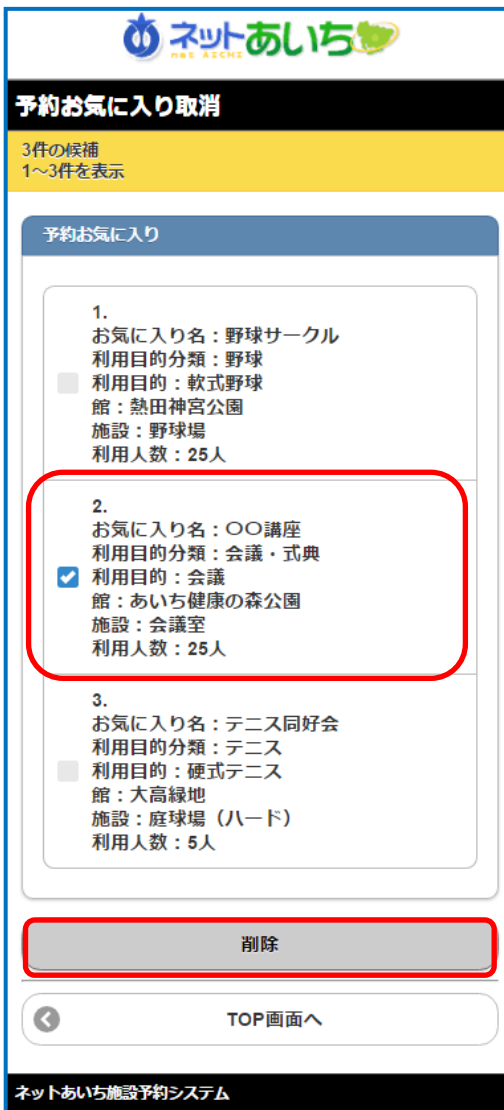 ネットあいち
net AICHI
予約お気に入り取消
3件の候補
1～3件を表示
予約お気に入り
1.
お気に入り名：野球サークル
利用目的分類：野球
利用目的：軟式野球
館：熱田神宮公園
施設：野球場
利用人数：25人
2.
お気に入り名：〇〇講座
利用目的分類：会議・式典
利用目的：会議
館：あいち健康の森公園
施設：会議室
利用人数：25人
3.
お気に入り名：テニス同好会
利用目的分類：テニス
利用目的：硬式テニス
館：大高緑地
施設：庭球場（ハード）
利用人数：5人
削除
TOP画面へ
ネットあいち施設予約システム